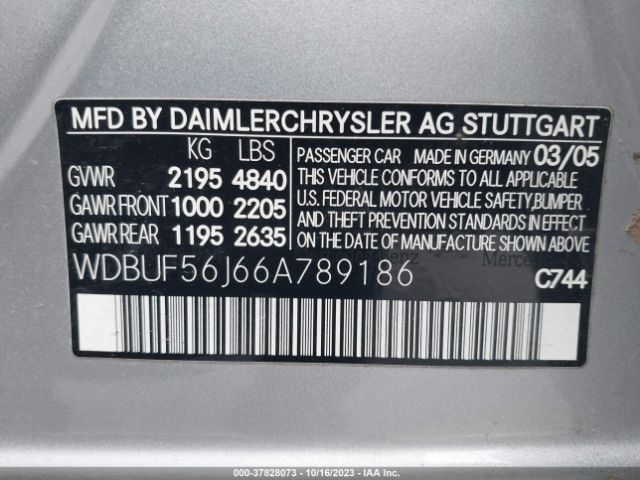 MFD BY DAIMLERCHRYSLER AG STUTTGART
KG LBS
GVWR 2195 4840
GAWR FRONT 1000 2205
GAWR REAR 1195 2635
PASSENGER CAR MADE IN GERMANY 03/05
THIS VEHICLE CONFORMS TO ALL APPLICABLE
U.S. FEDERAL MOTOR VEHICLE SAFETY, BUMPER
AND THEFT PREVENTION STANDARDS IN EFFECT
ON THE DATE OF MANUFACTURE SHOWN ABOVE.
WDBUF56J66A789186
C744
000-37828073 - 10/16/2023 - IAA Inc.